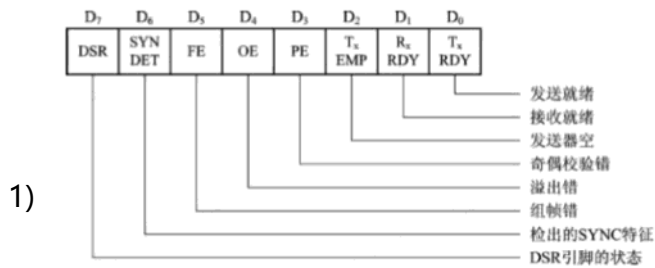 D7 D6 D5 D4 D3 D2 D1 D0
DSR SYN DET FE OE PE Tx EMP Rx RDY Tx RDY
发送就绪
接收就绪
发送器空
奇偶校验错
溢出错
1)
组帧错
检出的SYNC特征
DSR引脚的状态